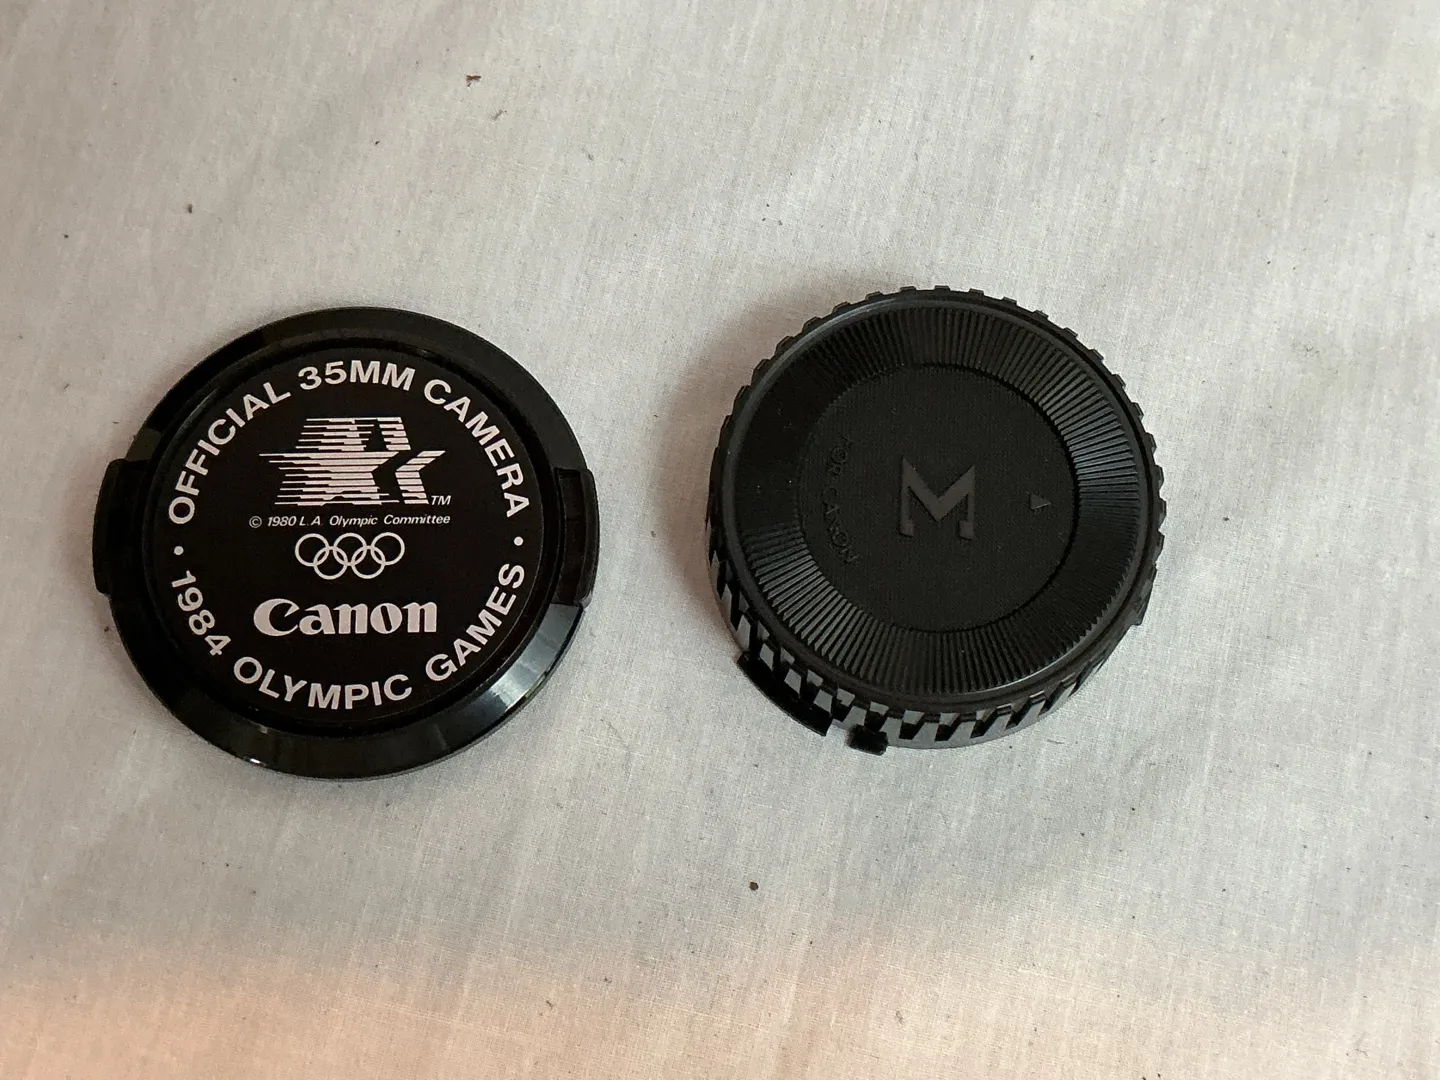 OFFICIAL 35MM CAMERA
TM
© 1980 L.A. Olympic Committee
Canon
• 1984 OLYMPIC GAMES •
M
FOR CANON